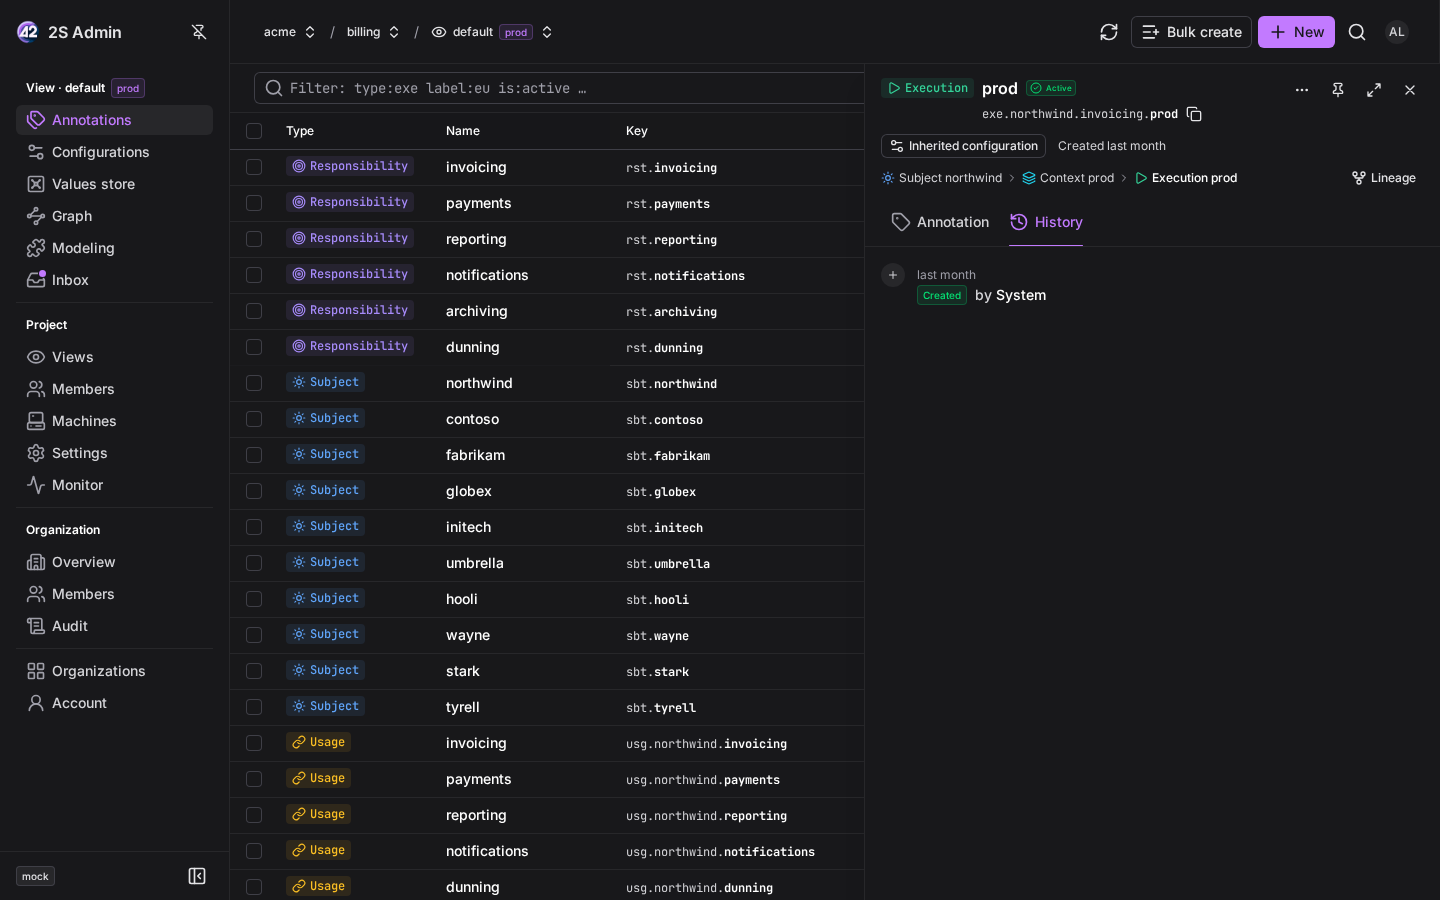 2S Admin
acme / billing / default prod
Bulk create
New
AL
View · default prod
Annotations
Configurations
Values store
Graph
Modeling
Inbox
Project
Views
Members
Machines
Settings
Monitor
Organization
Overview
Members
Audit
Organizations
Account
mock
Filter: type:exe label:eu is:active …
Type Name Key
Responsibility invoicing rst.invoicing
Responsibility payments rst.payments
Responsibility reporting rst.reporting
Responsibility notifications rst.notifications
Responsibility archiving rst.archiving
Responsibility dunning rst.dunning
Subject northwind sbt.northwind
Subject contoso sbt.contoso
Subject fabrikam sbt.fabrikam
Subject globex sbt.globex
Subject initech sbt.initech
Subject umbrella sbt.umbrella
Subject hooli sbt.hooli
Subject wayne sbt.wayne
Subject stark sbt.stark
Subject tyrell sbt.tyrell
Usage invoicing usg.northwind.invoicing
Usage payments usg.northwind.payments
Usage reporting usg.northwind.reporting
Usage notifications usg.northwind.notifications
Usage dunning usg.northwind.dunning
Execution prod Active
exe.northwind.invoicing.prod
Inherited configuration Created last month
Subject northwind Context prod Execution prod Lineage
Annotation History
last month
Created by System